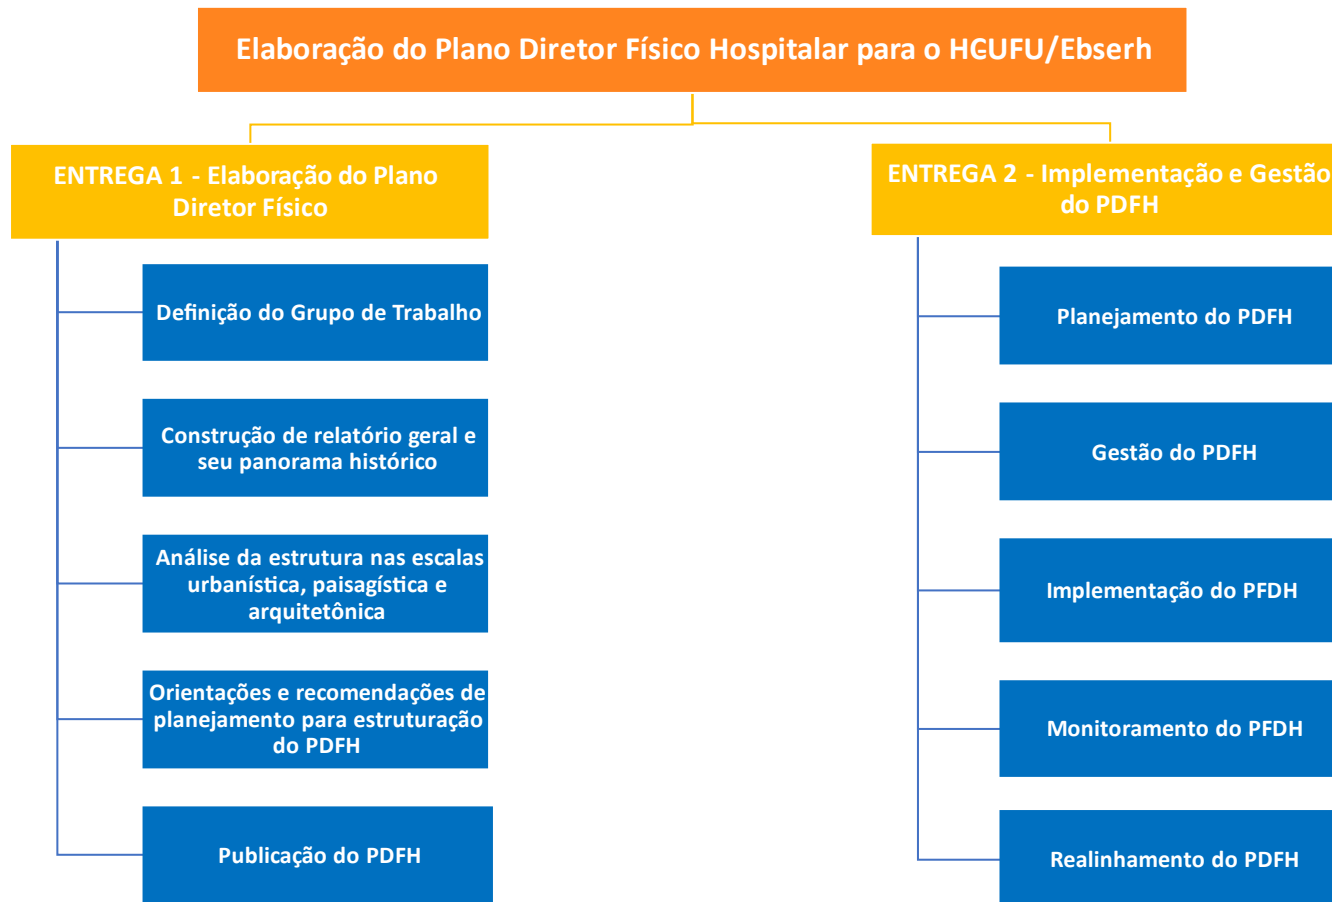 Elaboração do Plano Diretor Físico Hospitalar para o HCUFU/Ebserh
ENTREGA 1 - Elaboração do Plano
Diretor Físico
Definição do Grupo de Trabalho
Construção de relatório geral e
seu panorama histórico
Análise da estrutura nas escalas
urbanística, paisagística e
arquitetônica
Orientações e recomendações de
planejamento para estruturação
do PDFH
Publicação do PDFH
ENTREGA 2 - Implementação e Gestão
do PDFH
Planejamento do PDFH
Gestão do PDFH
Implementação do PFDH
Monitoramento do PFDH
Realinhamento do PDFH